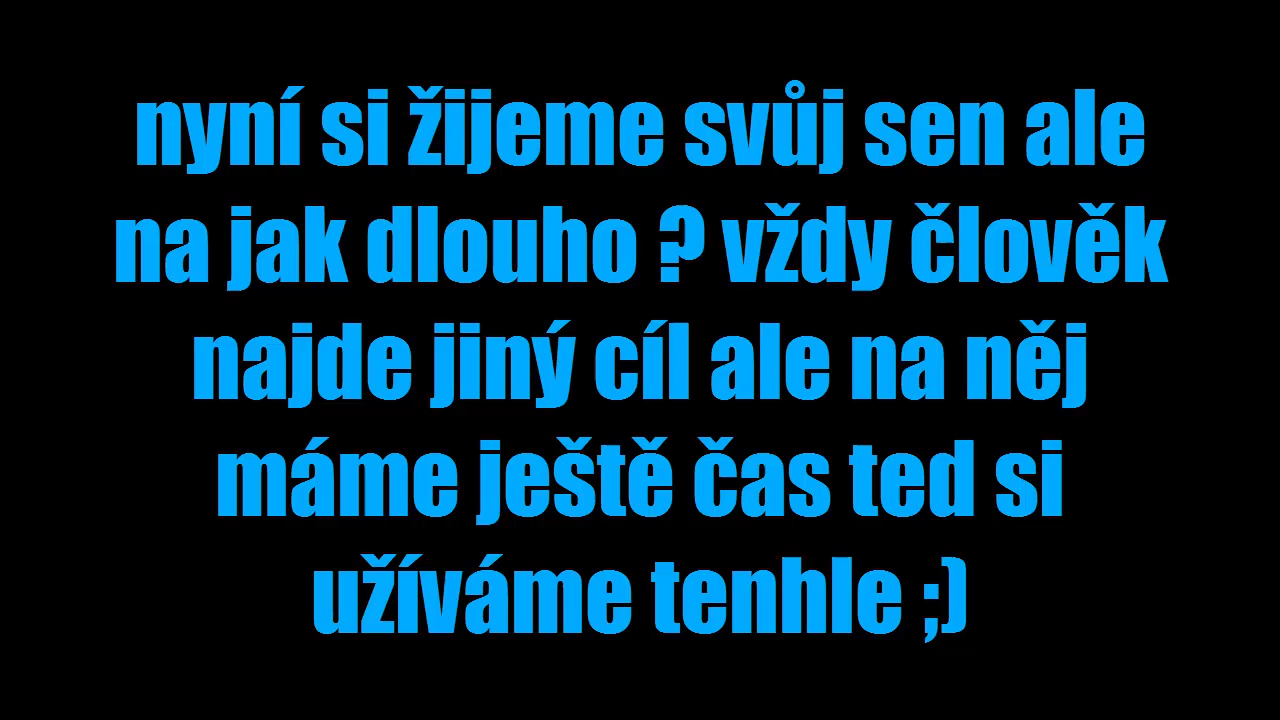 nyní si žijeme svůj sen ale
na jak dlouho ? vždy člověk
najde jiný cíl ale na něj
máme ještě čas ted si
užíváme tenhle ;)